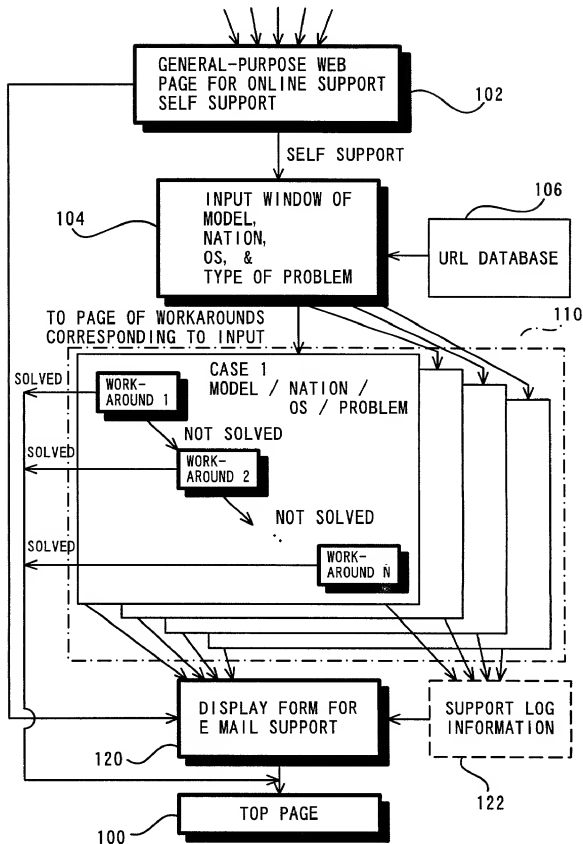 GENERAL-PURPOSE WEB
PAGE FOR ONLINE SUPPORT
SELF SUPPORT
102
SELF SUPPORT
104
INPUT WINDOW OF
MODEL,
NATION,
OS, &
TYPE OF PROBLEM
106
URL DATABASE
TO PAGE OF WORKAROUNDS
CORRESPONDING TO INPUT
110
CASE 1
MODEL / NATION /
OS / PROBLEM
SOLVED
WORK-
AROUND 1
NOT SOLVED
SOLVED
WORK-
AROUND 2
NOT SOLVED
SOLVED
WORK-
AROUND N
DISPLAY FORM FOR
E MAIL SUPPORT
120
SUPPORT LOG
INFORMATION
122
TOP PAGE
100